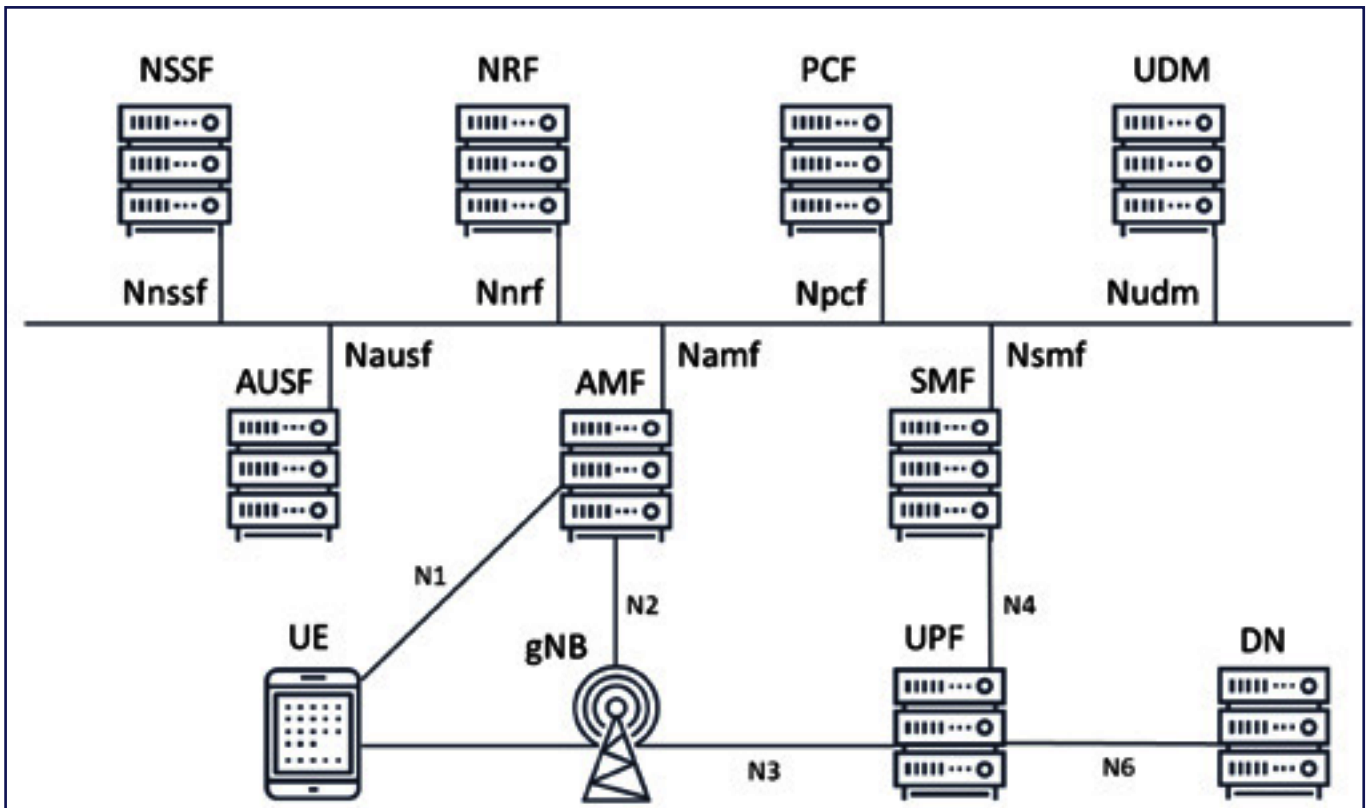 NSSF NRF PCF UDM
Nnssf Nnrf Npcf Nudm
Nausf Namf Nsmf
AUSF AMF SMF
N1 N2 N4
UE gNB UPF DN
N3 N6